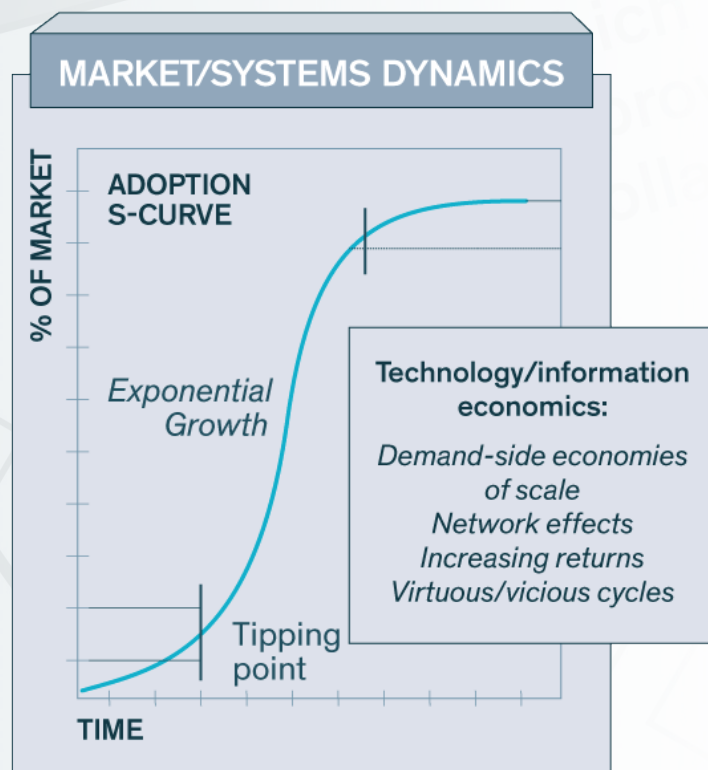 MARKET/SYSTEMS DYNAMICS
% OF MARKET
ADOPTION
S-CURVE
Exponential
Growth
Technology/information
economics:
Demand-side economies
of scale
Network effects
Increasing returns
Virtuous/vicious cycles
Tipping
point
TIME